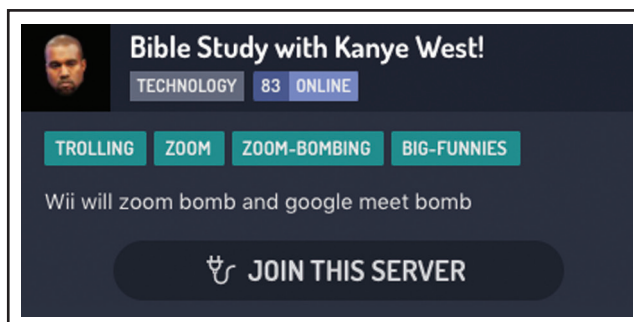 Bible Study with Kanye West!
TECHNOLOGY 83 ONLINE
TROLLING ZOOM ZOOM-BOMBING BIG-FUNNIES
Wii will zoom bomb and google meet bomb
JOIN THIS SERVER